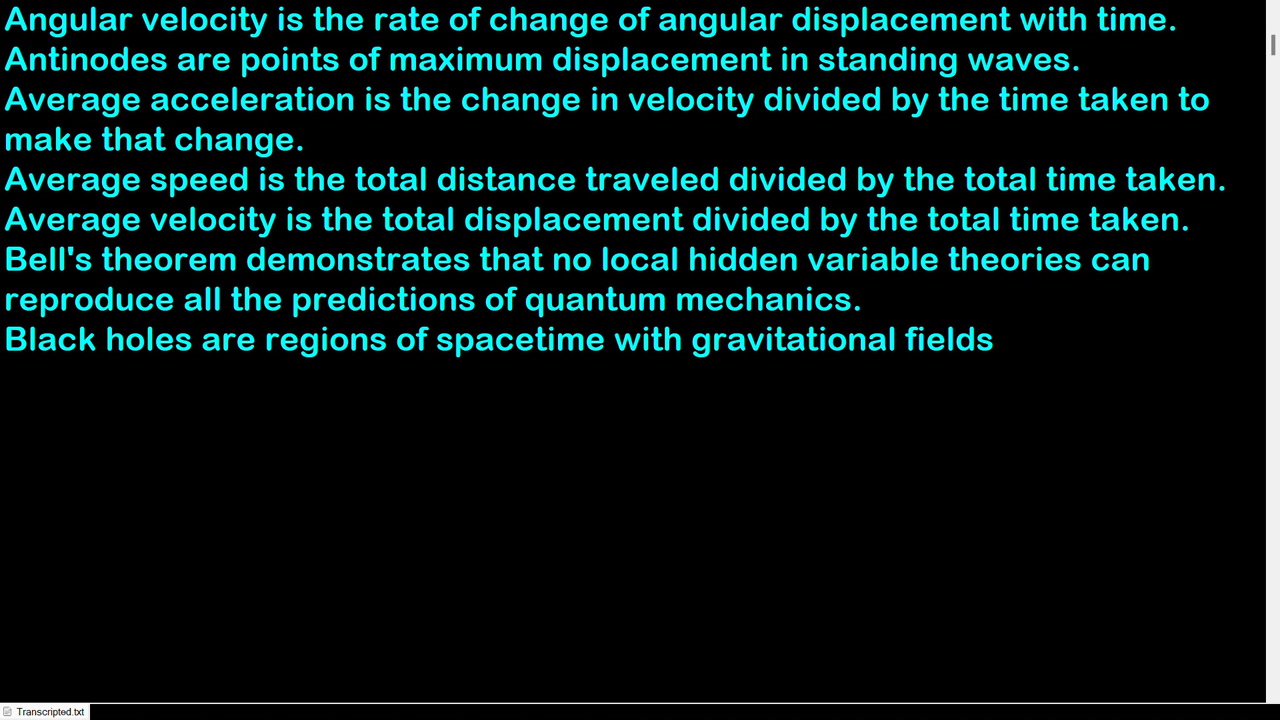 Angular velocity is the rate of change of angular displacement with time.
Antinodes are points of maximum displacement in standing waves.
Average acceleration is the change in velocity divided by the time taken to
make that change.
Average speed is the total distance traveled divided by the total time taken.
Average velocity is the total displacement divided by the total time taken.
Bell's theorem demonstrates that no local hidden variable theories can
reproduce all the predictions of quantum mechanics.
Black holes are regions of spacetime with gravitational fields
Transcripted.txt